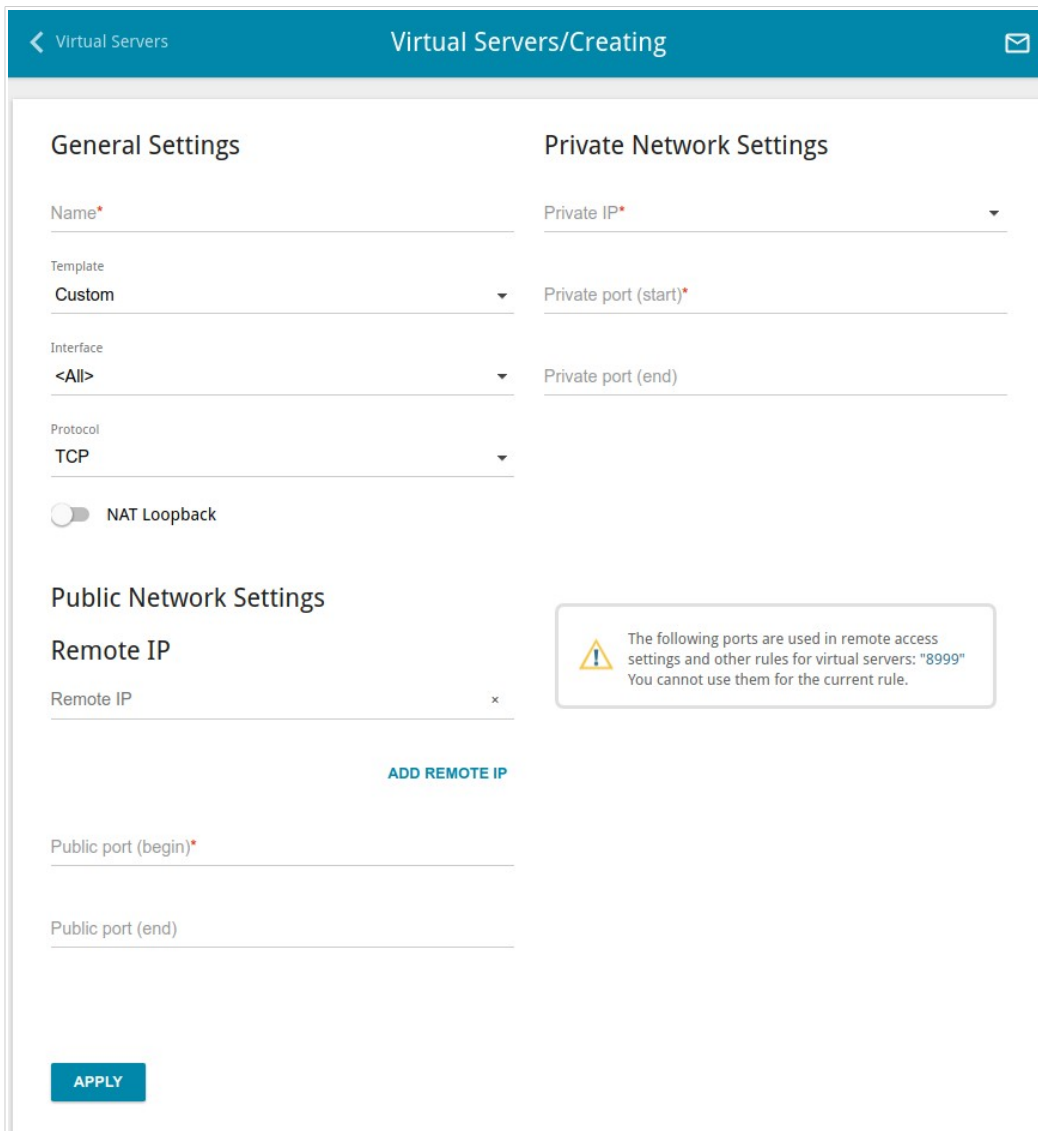 Virtual Servers
Virtual Servers/Creating
General Settings
Name*
Template
Custom
Interface
<All>
Protocol
TCP
NAT Loopback
Private Network Settings
Private IP*
Private port (start)*
Private port (end)
Public Network Settings
Remote IP
Remote IP ×
ADD REMOTE IP
Public port (begin)*
Public port (end)
The following ports are used in remote access
settings and other rules for virtual servers: "8999"
You cannot use them for the current rule.
APPLY